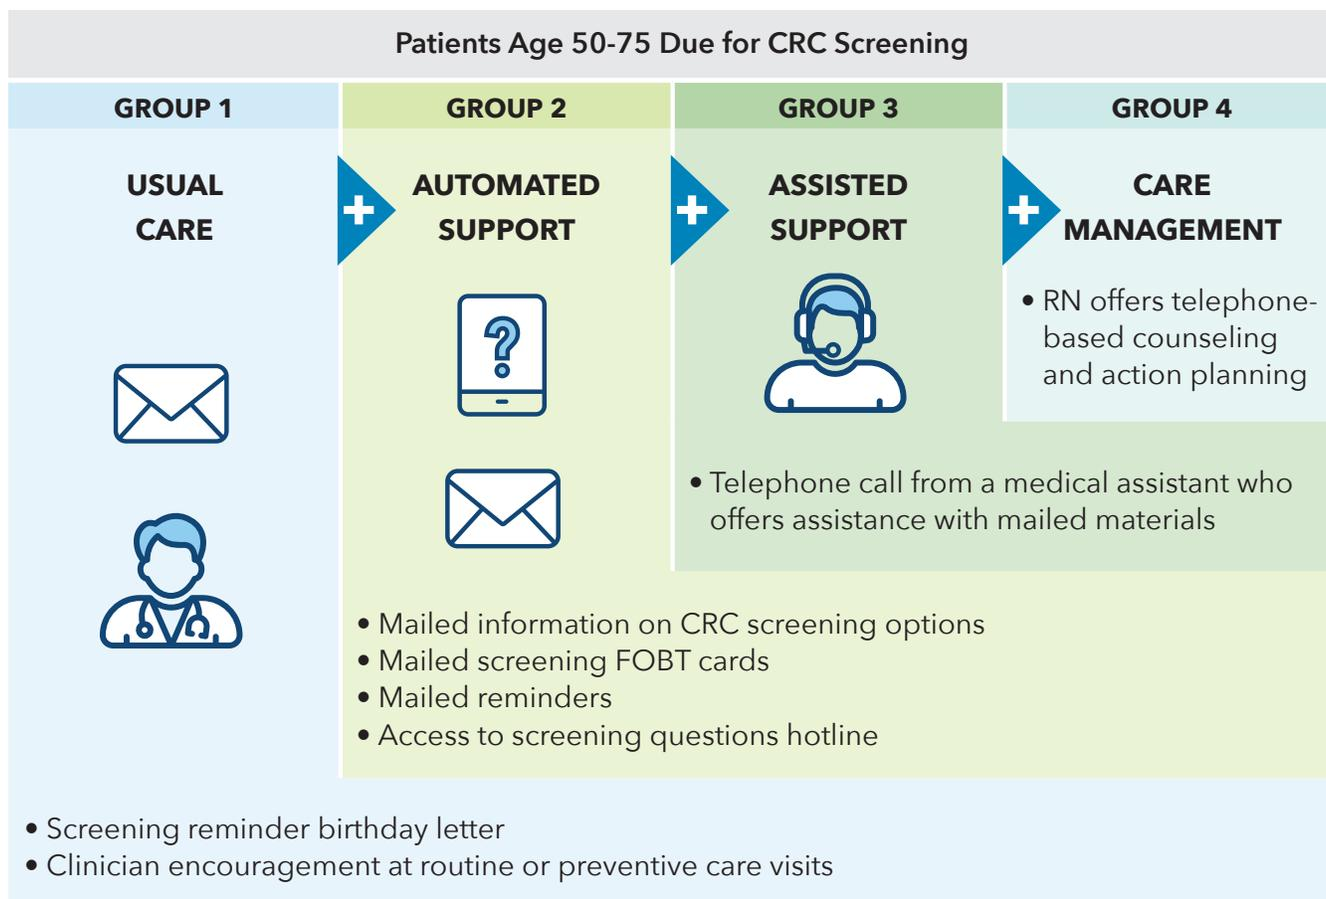 Patients Age 50-75 Due for CRC Screening
GROUP 1
USUAL
CARE
GROUP 2
+ AUTOMATED
SUPPORT
GROUP 3
+ ASSISTED
SUPPORT
GROUP 4
+ CARE
MANAGEMENT
?
• RN offers telephone-
based counseling
and action planning
• Telephone call from a medical assistant who
offers assistance with mailed materials
• Mailed information on CRC screening options
• Mailed screening FOBT cards
• Mailed reminders
• Access to screening questions hotline
• Screening reminder birthday letter
• Clinician encouragement at routine or preventive care visits